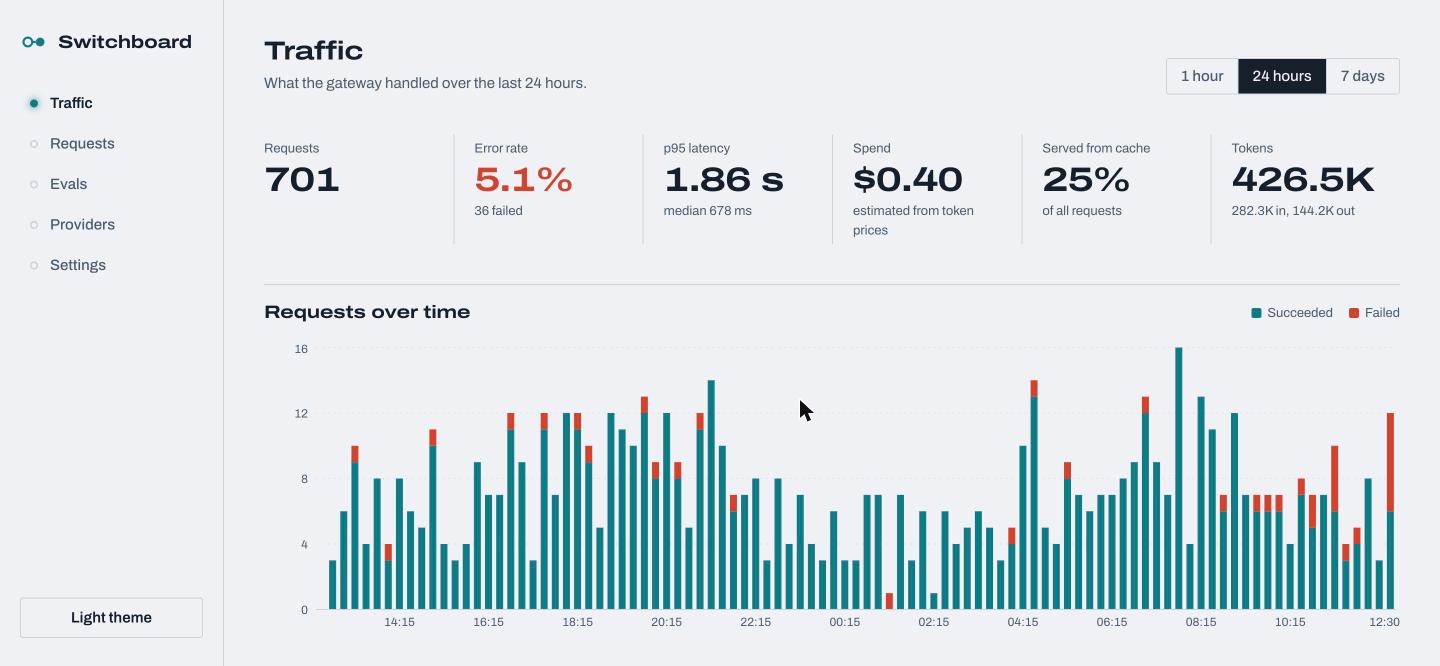 Switchboard
Traffic
Requests
Evals
Providers
Settings
Light theme
Traffic
What the gateway handled over the last 24 hours.
1 hour 24 hours 7 days
Requests
701
Error rate
5.1%
36 failed
p95 latency
1.86 s
median 678 ms
Spend
$0.40
estimated from token
prices
Served from cache
25%
of all requests
Tokens
426.5K
282.3K in, 144.2K out
Requests over time
Succeeded Failed
16
12
8
4
0
14:15 16:15 18:15 20:15 22:15 00:15 02:15 04:15 06:15 08:15 10:15 12:30